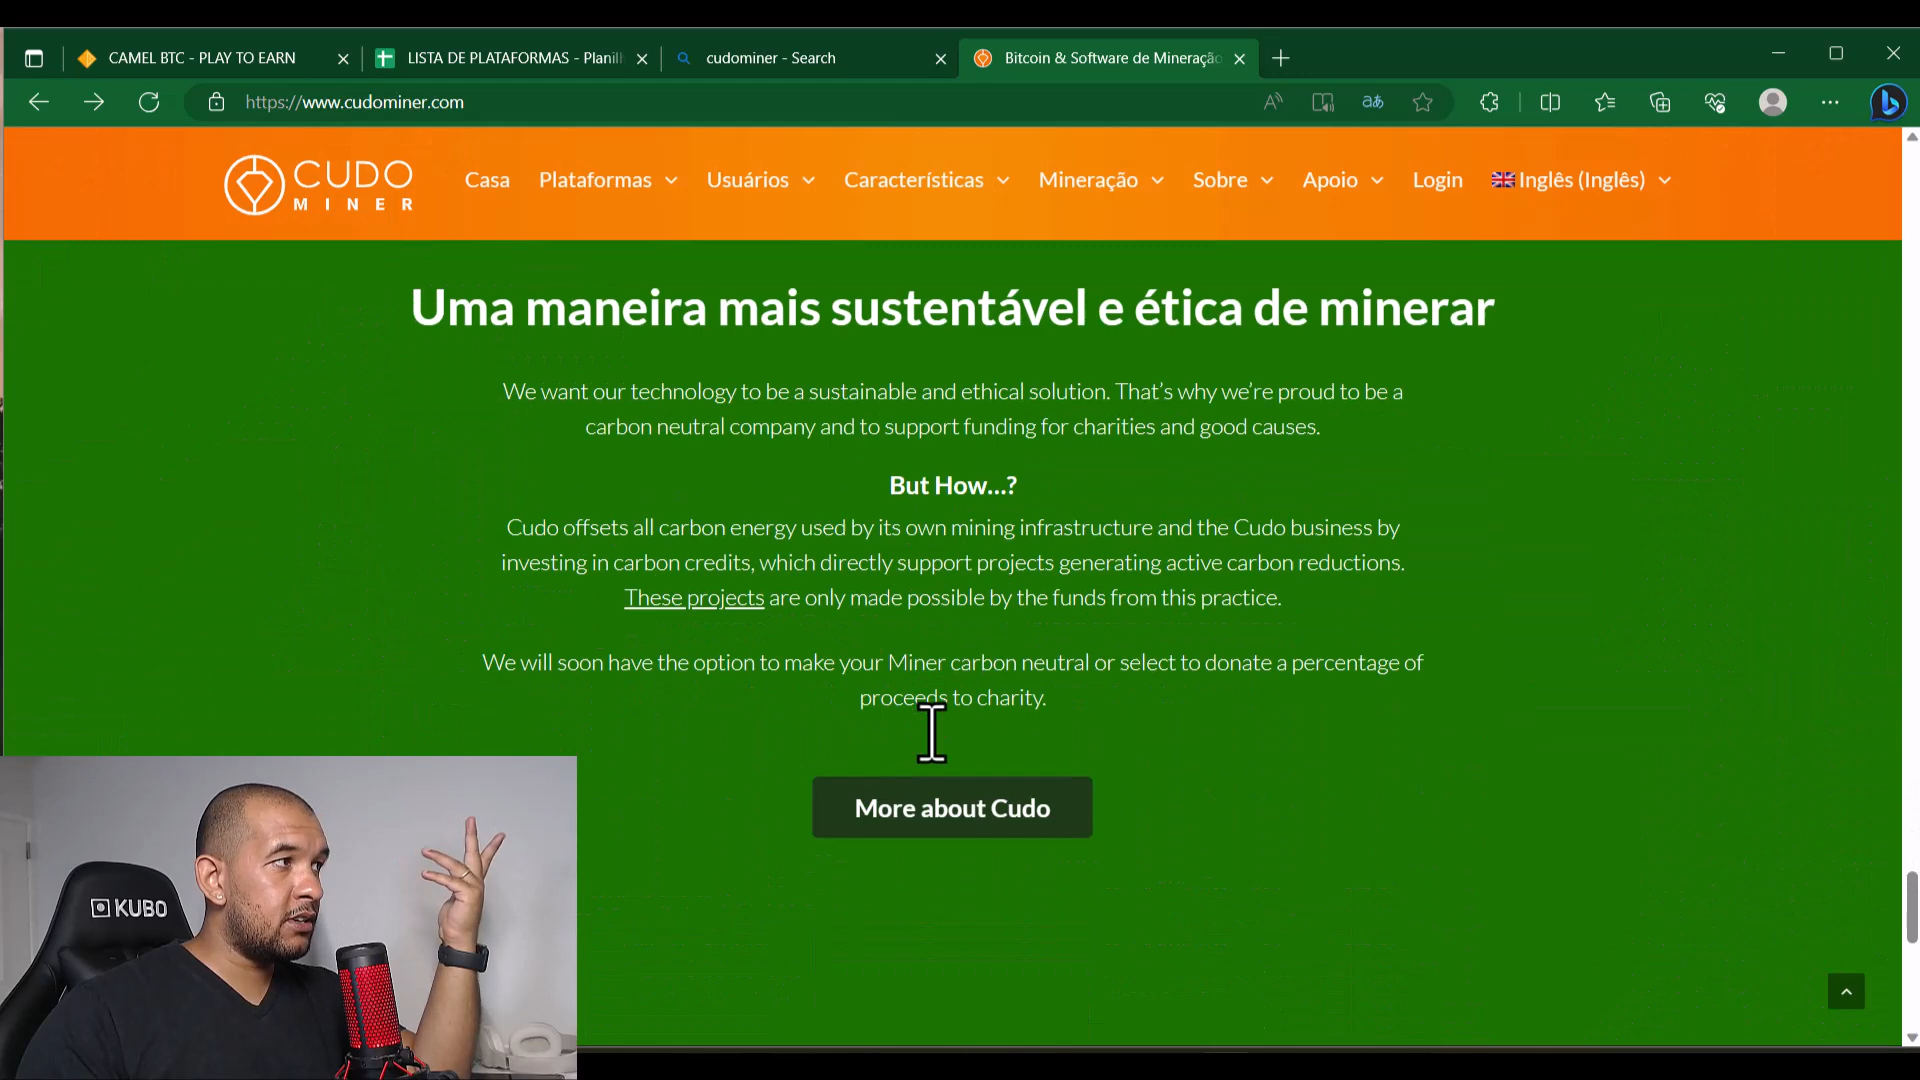 CAMEL BTC - PLAY TO EARN
LISTA DE PLATAFORMAS - Planil
cudominer - Search
Bitcoin & Software de Mineração
https://www.cudominer.com
CUDO
MINER
Casa
Plataformas
Usuários
Características
Mineração
Sobre
Apoio
Login
Inglês (Inglês)
Uma maneira mais sustentável e ética de minerar
We want our technology to be a sustainable and ethical solution. That’s why we’re proud to be a
carbon neutral company and to support funding for charities and good causes.
But How…?
Cudo offsets all carbon energy used by its own mining infrastructure and the Cudo business by
investing in carbon credits, which directly support projects generating active carbon reductions.
These projects are only made possible by the funds from this practice.
We will soon have the option to make your Miner carbon neutral or select to donate a percentage of
proceeds to charity.
More about Cudo
KUBO